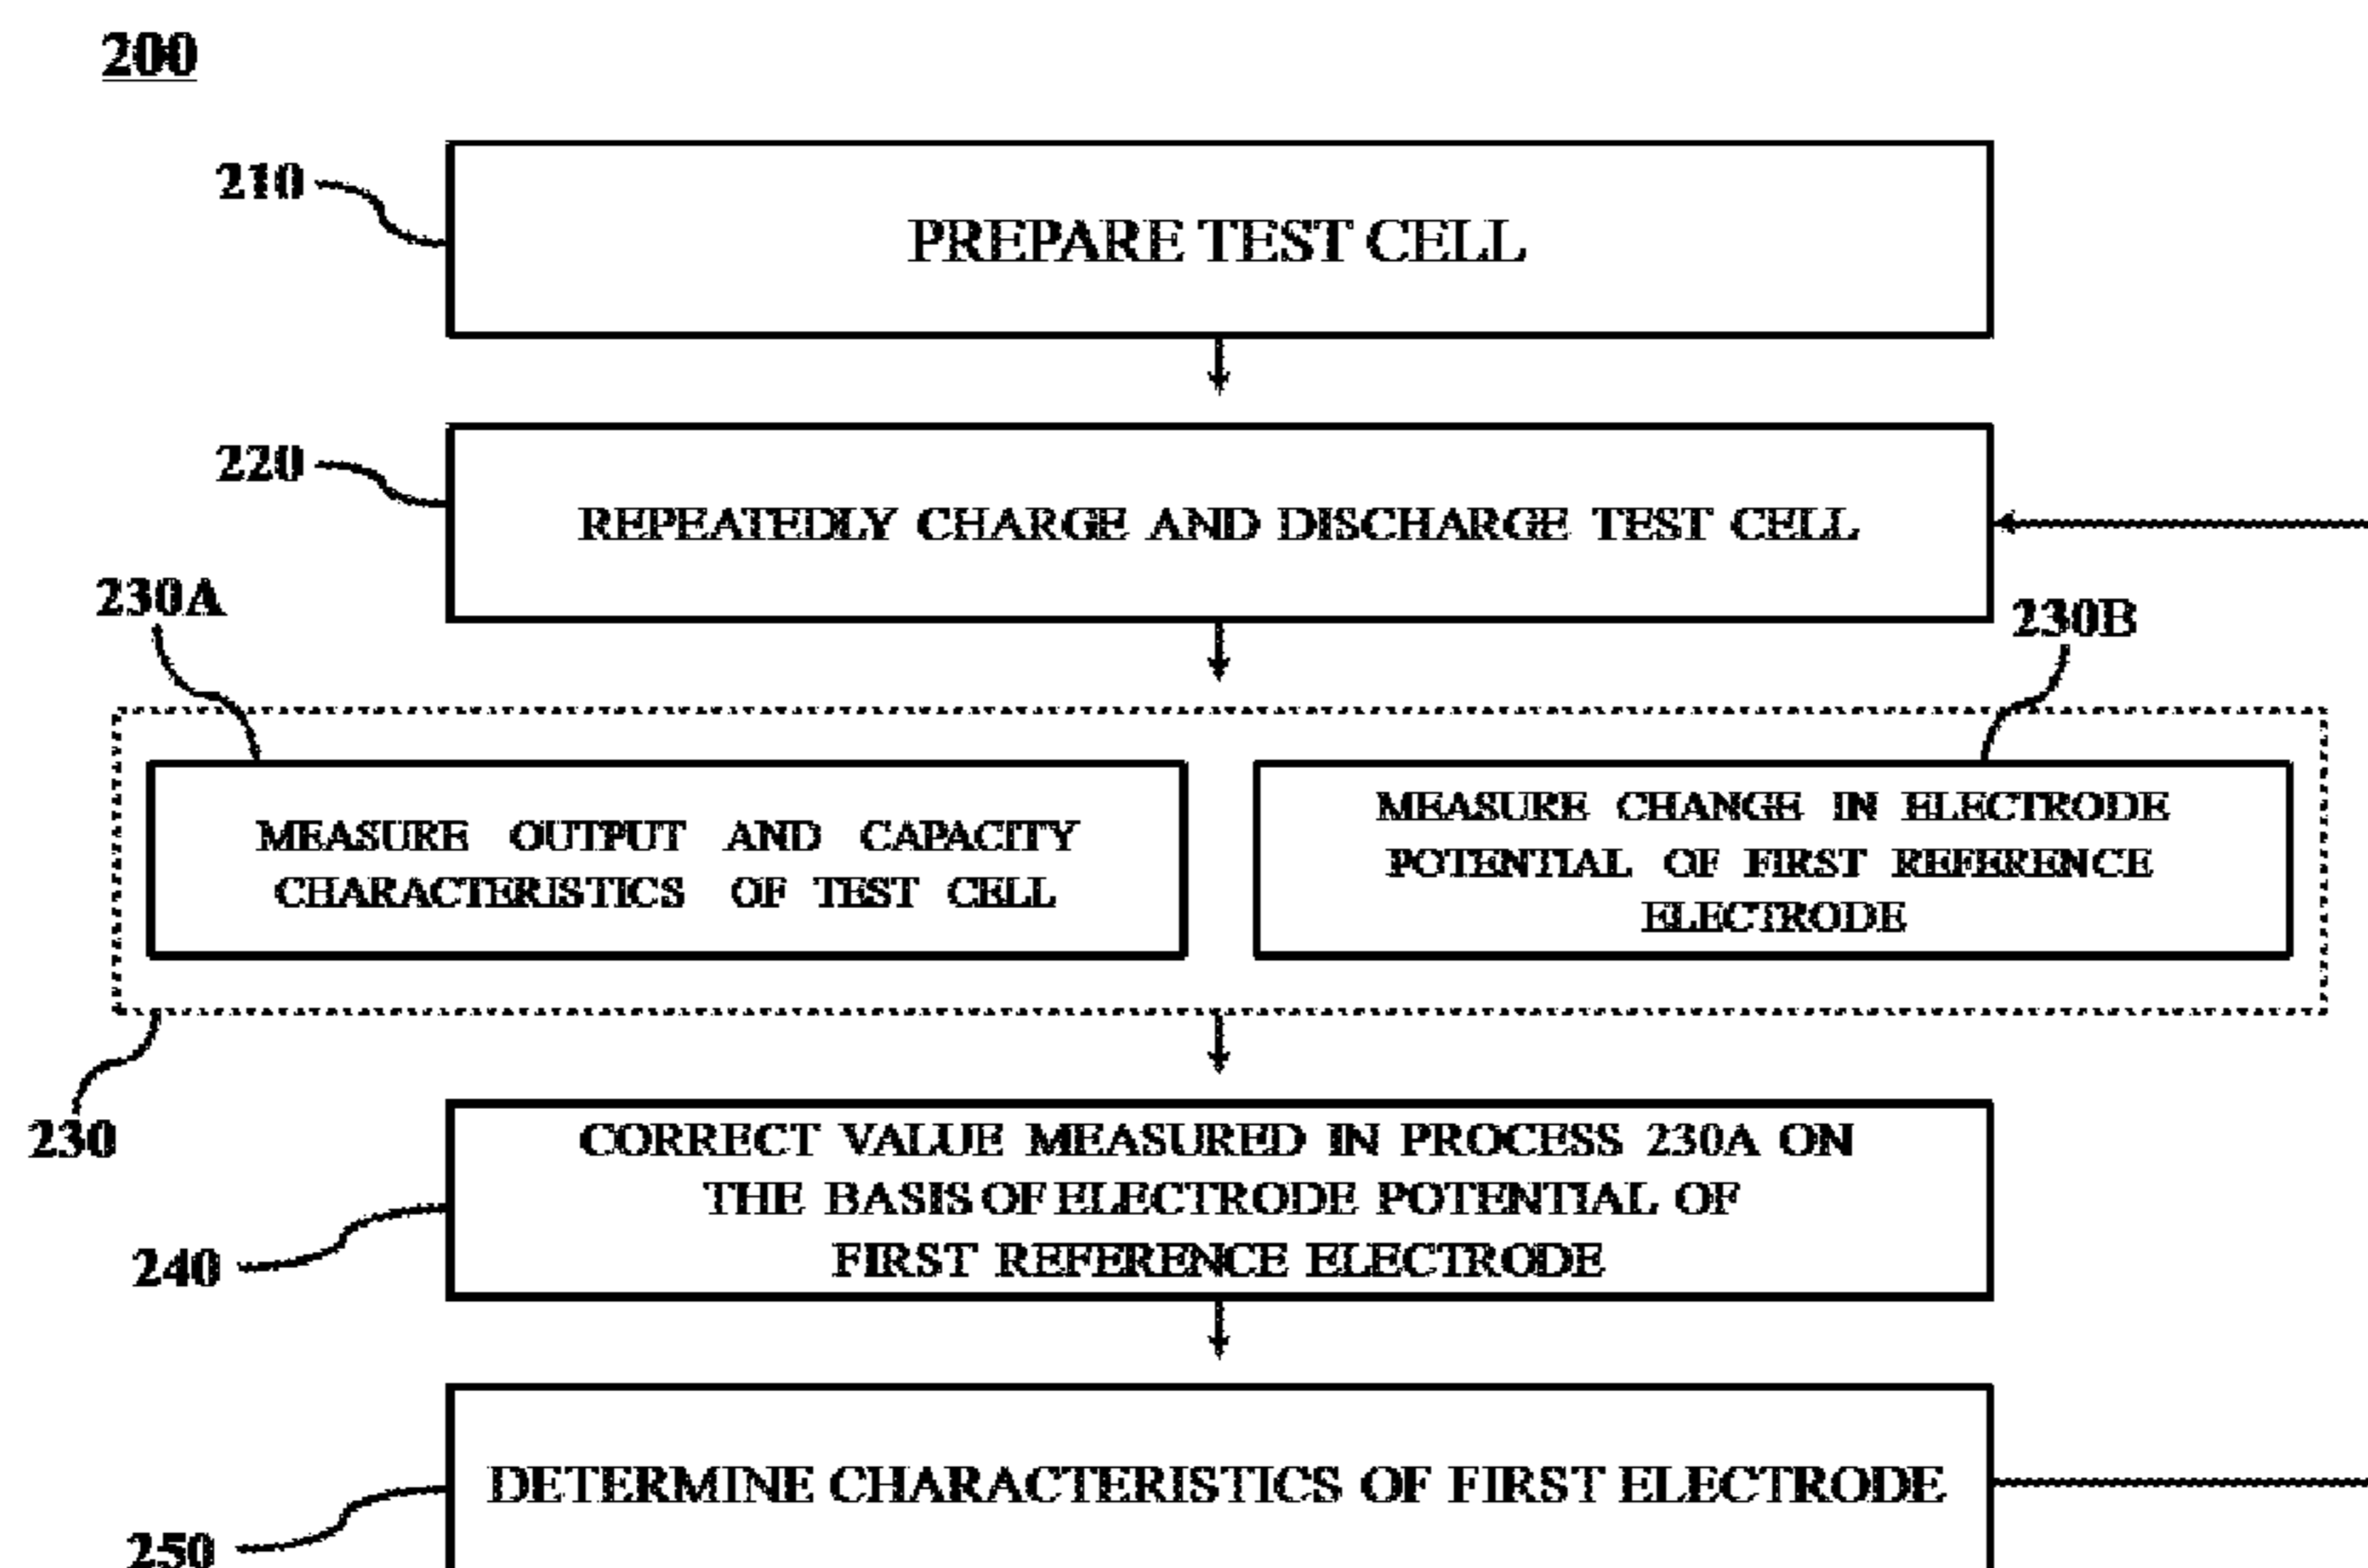 200
210
PREPARE TEST CELL
220
REPEATEDLY CHARGE AND DISCHARGE TEST CELL
230A
230B
MEASURE OUTPUT AND CAPACITY
CHARACTERISTICS OF TEST CELL
MEASURE CHANGE IN ELECTRODE
POTENTIAL OF FIRST REFERENCE
ELECTRODE
230
CORRECT VALUE MEASURED IN PROCESS 230A ON
THE BASIS OF ELECTRODE POTENTIAL OF
FIRST REFERENCE ELECTRODE
240
DETERMINE CHARACTERISTICS OF FIRST ELECTRODE
250